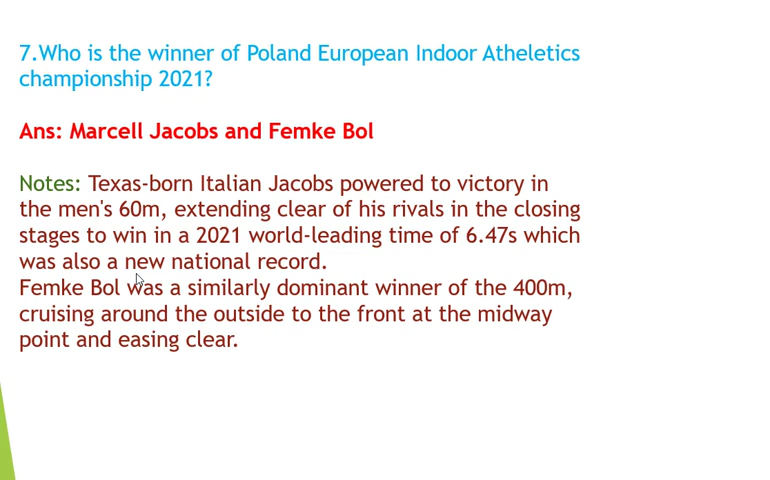 7.Who is the winner of Poland European Indoor Atheletics
championship 2021?
Ans: Marcell Jacobs and Femke Bol
Notes: Texas-born Italian Jacobs powered to victory in
the men's 60m, extending clear of his rivals in the closing
stages to win in a 2021 world-leading time of 6.47s which
was also a new national record.
Femke Bol was a similarly dominant winner of the 400m,
cruising around the outside to the front at the midway
point and easing clear.